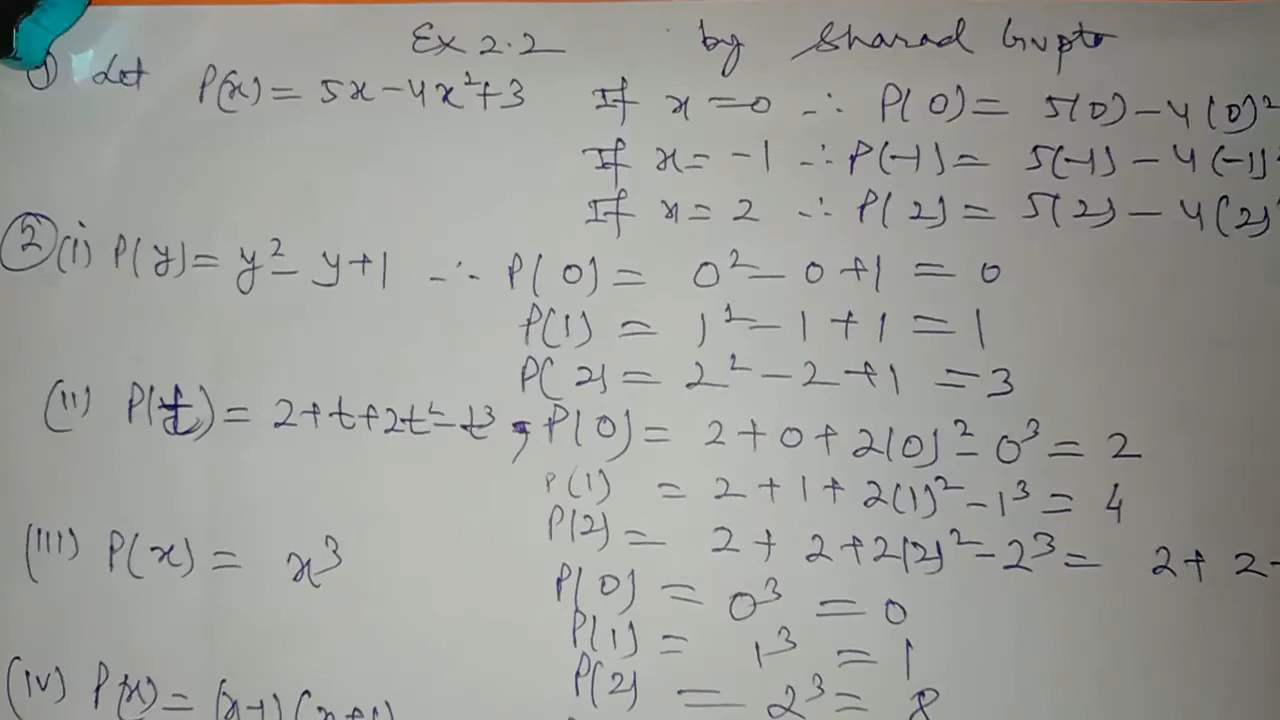 Ex 2.2 by Sharad Gupta
1) Let P(x) = 5x - 4x² + 3 If x = 0 ∴ P(0) = 5(0) - 4(0)²
If x = -1 ∴ P(-1) = 5(-1) - 4(-1)²
If x = 2 ∴ P(2) = 5(2) - 4(2)²
2 (i) P(y) = y² - y + 1 ∴ P(0) = 0² - 0 + 1 = 0
P(1) = 1² - 1 + 1 = 1
P(2) = 2² - 2 + 1 = 3
(ii) P(t) = 2 + t + 2t² - t³, P(0) = 2 + 0 + 2(0)² - 0³ = 2
P(1) = 2 + 1 + 2(1)² - 1³ = 4
P(2) = 2 + 2 + 2(2)² - 2³ = 2 + 2 -
(iii) P(x) = x³
P(0) = 0³ = 0
P(1) = 1³ = 1
P(2) = 2³ = 8
(iv) P(x) = (x-1)(x+1)